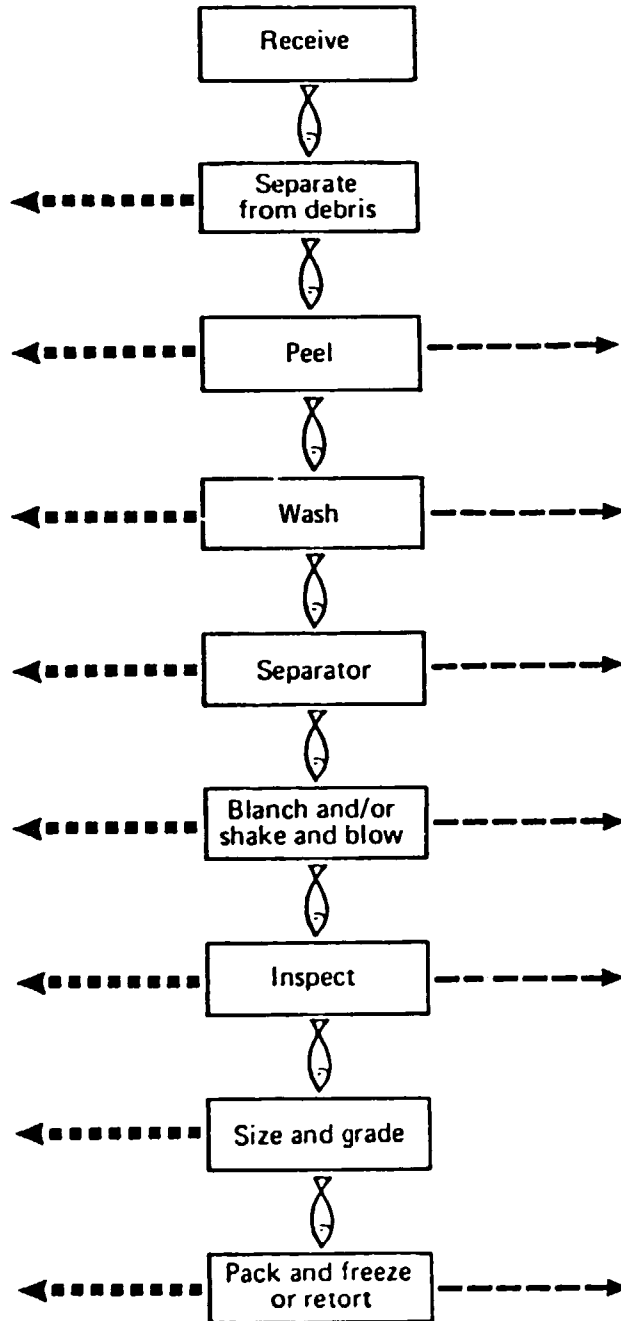 Receive
Separate
from debris
Peel
Wash
Separator
Blanch and/or
shake and blow
Inspect
Size and grade
Pack and freeze
or retort